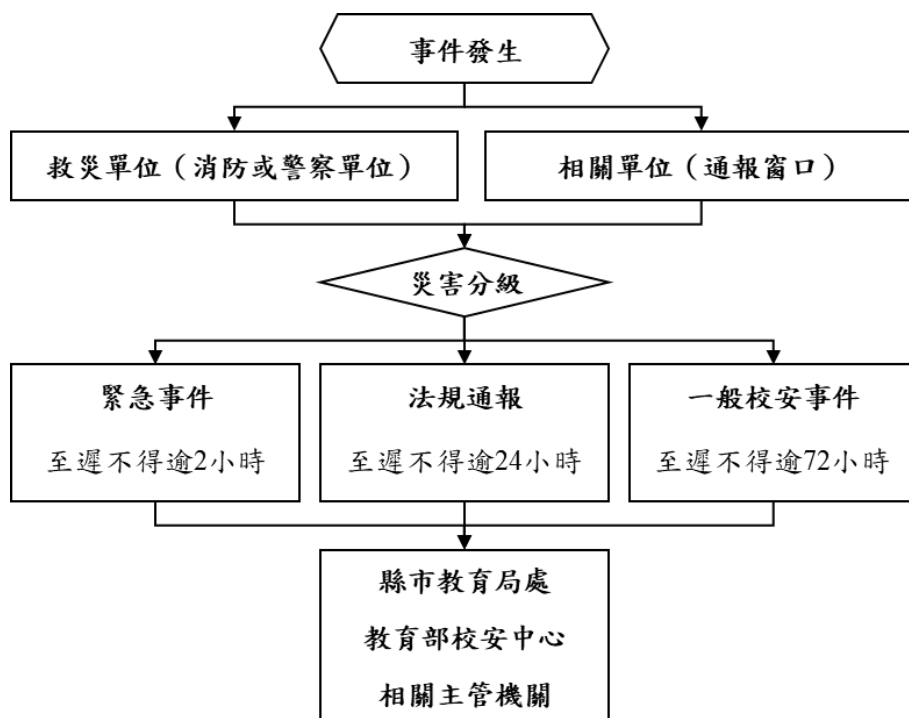 事件發生
救災單位（消防或警察單位）
相關單位（通報窗口）
災害分級
緊急事件
至遲不得逾2小時
法規通報
至遲不得逾24小時
一般校安事件
至遲不得逾72小時
縣市教育局處
教育部校安中心
相關主管機關